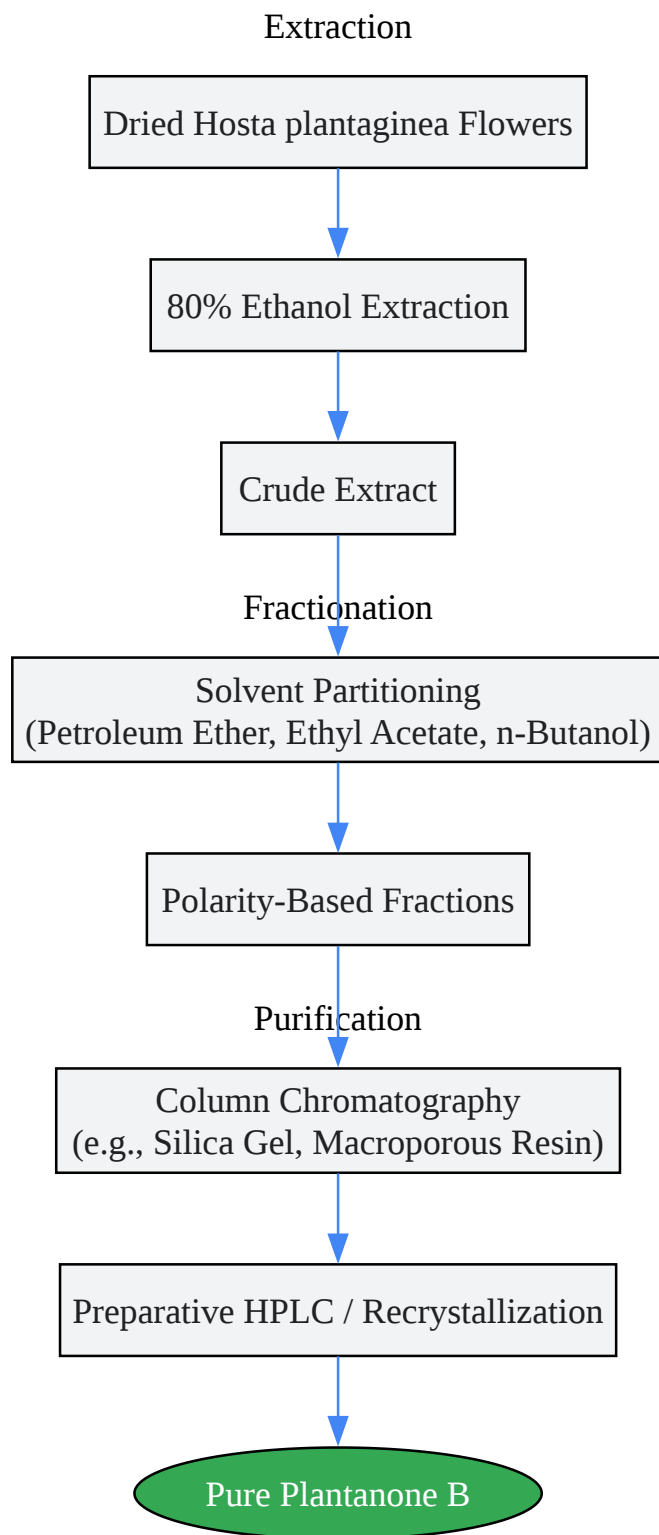 Extraction
Dried Hosta plantaginea Flowers
80% Ethanol Extraction
Crude Extract
Fractionation
Solvent Partitioning
(Petroleum Ether, Ethyl Acetate, n-Butanol)
Polarity-Based Fractions
Purification
Column Chromatography
(e.g., Silica Gel, Macroporous Resin)
Preparative HPLC / Recrystallization
Pure Plantanone B